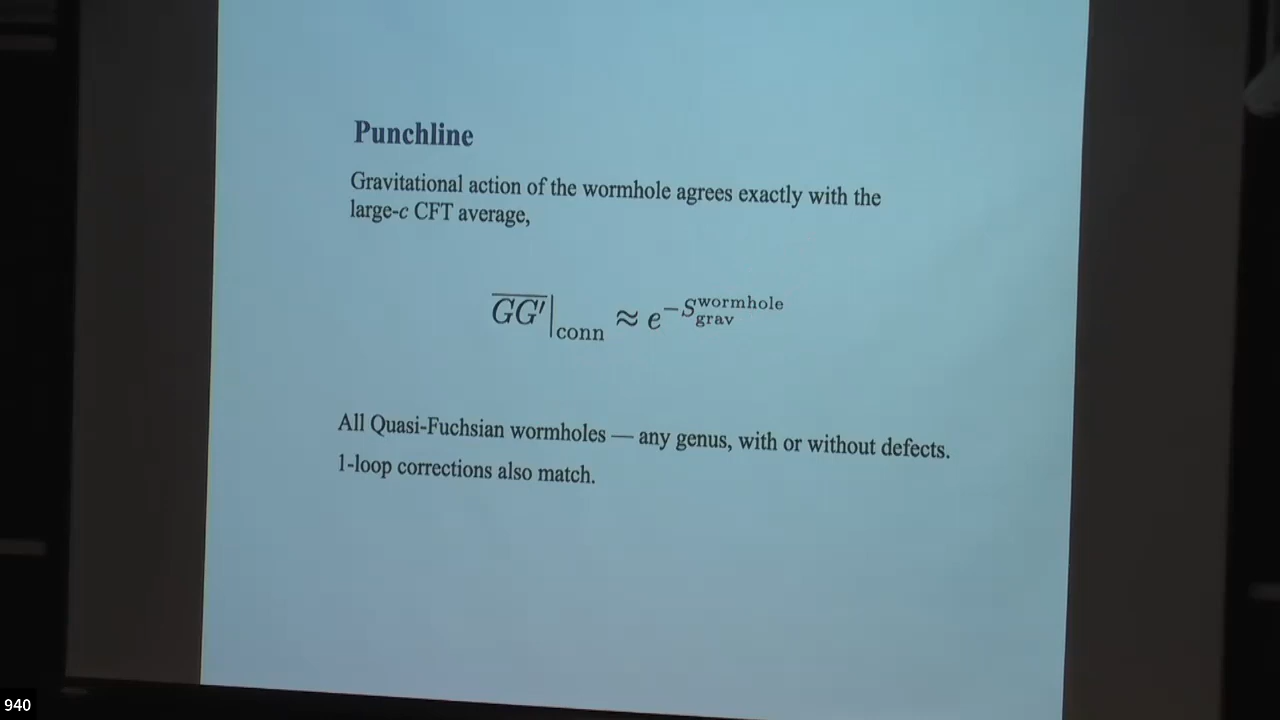 Punchline
Gravitational action of the wormhole agrees exactly with the
large-c CFT average,
$\overline{GG'}\big|_{\text{conn}} \approx e^{-S_{\text{grav}}^{\text{wormhole}}}$
All Quasi-Fuchsian wormholes — any genus, with or without defects.
1-loop corrections also match.
940